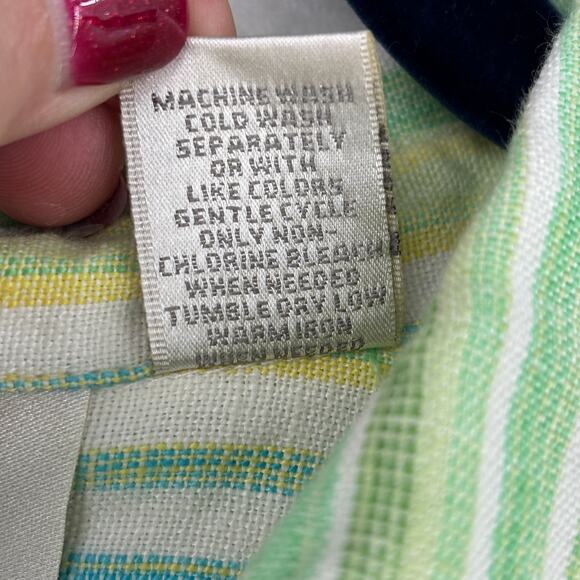 MACHINE WASH
COLD WASH
SEPARATELY
OR WITH
LIKE COLORS
GENTLE CYCLE
ONLY NON-
CHLORINE BLEACH
WHEN NEEDED
TUMBLE DRY LOW
WARM IRON
WHEN NEEDED